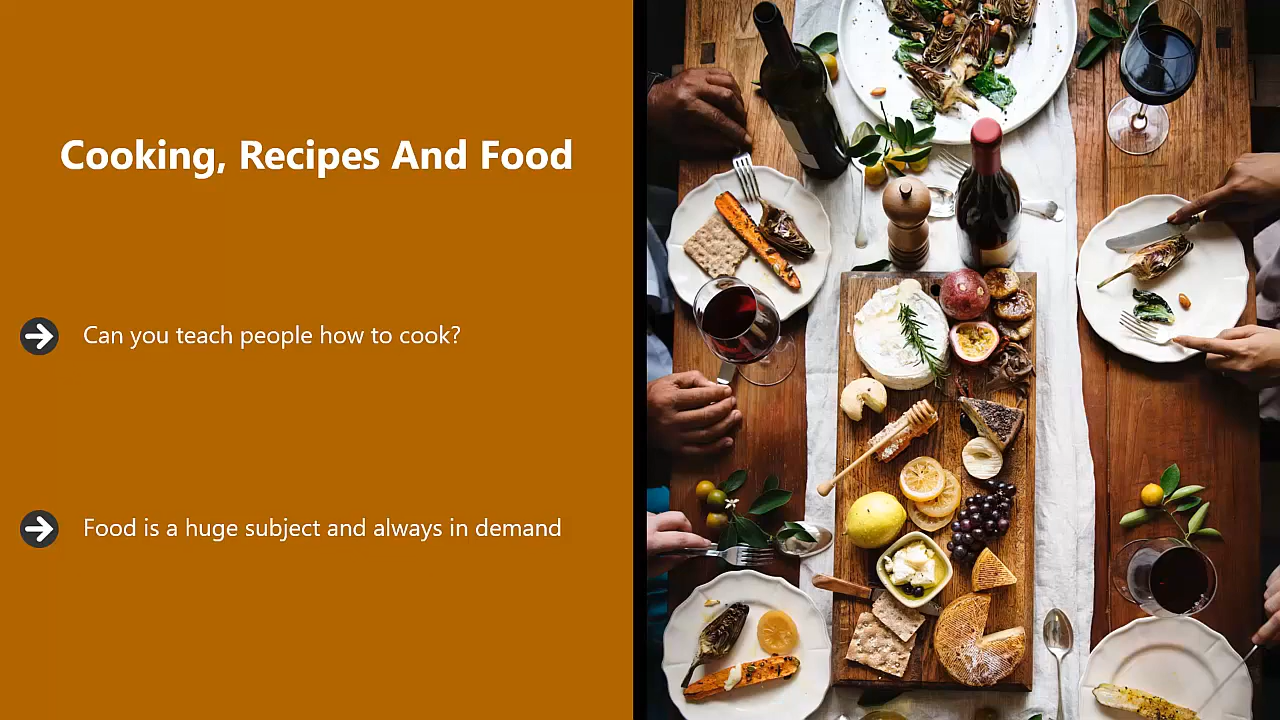 Cooking, Recipes And Food
Can you teach people how to cook?
Food is a huge subject and always in demand